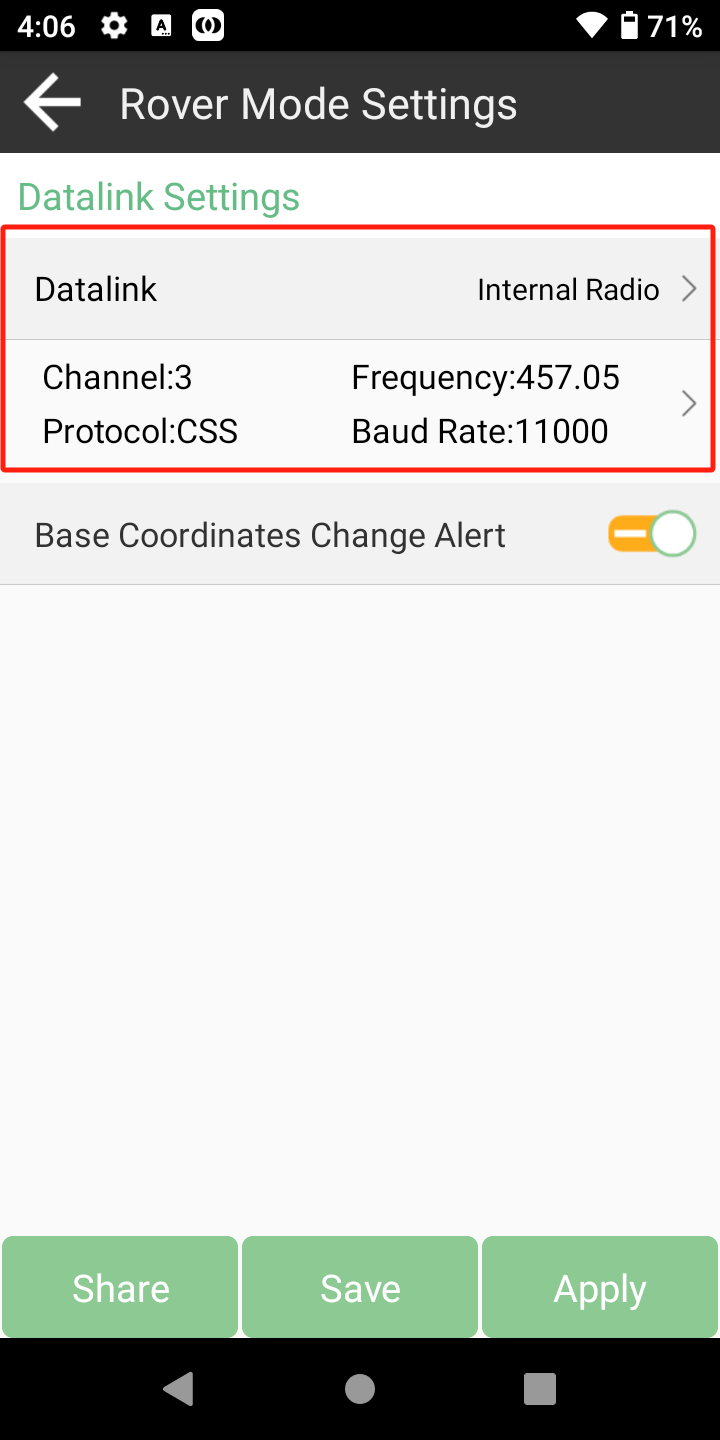 4:06 A 71%
Rover Mode Settings
Datalink Settings
Datalink Internal Radio
Channel:3 Frequency:457.05
Protocol:CSS Baud Rate:11000
Base Coordinates Change Alert
Share Save Apply